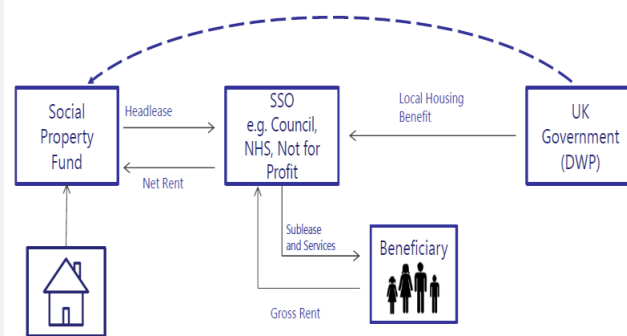 Social
Property
Fund
Headlease
Net Rent
SSO
e.g. Council,
NHS, Not for
Profit
Local Housing
Benefit
UK
Government
(DWP)
Sublease
and Services
Beneficiary
Gross Rent